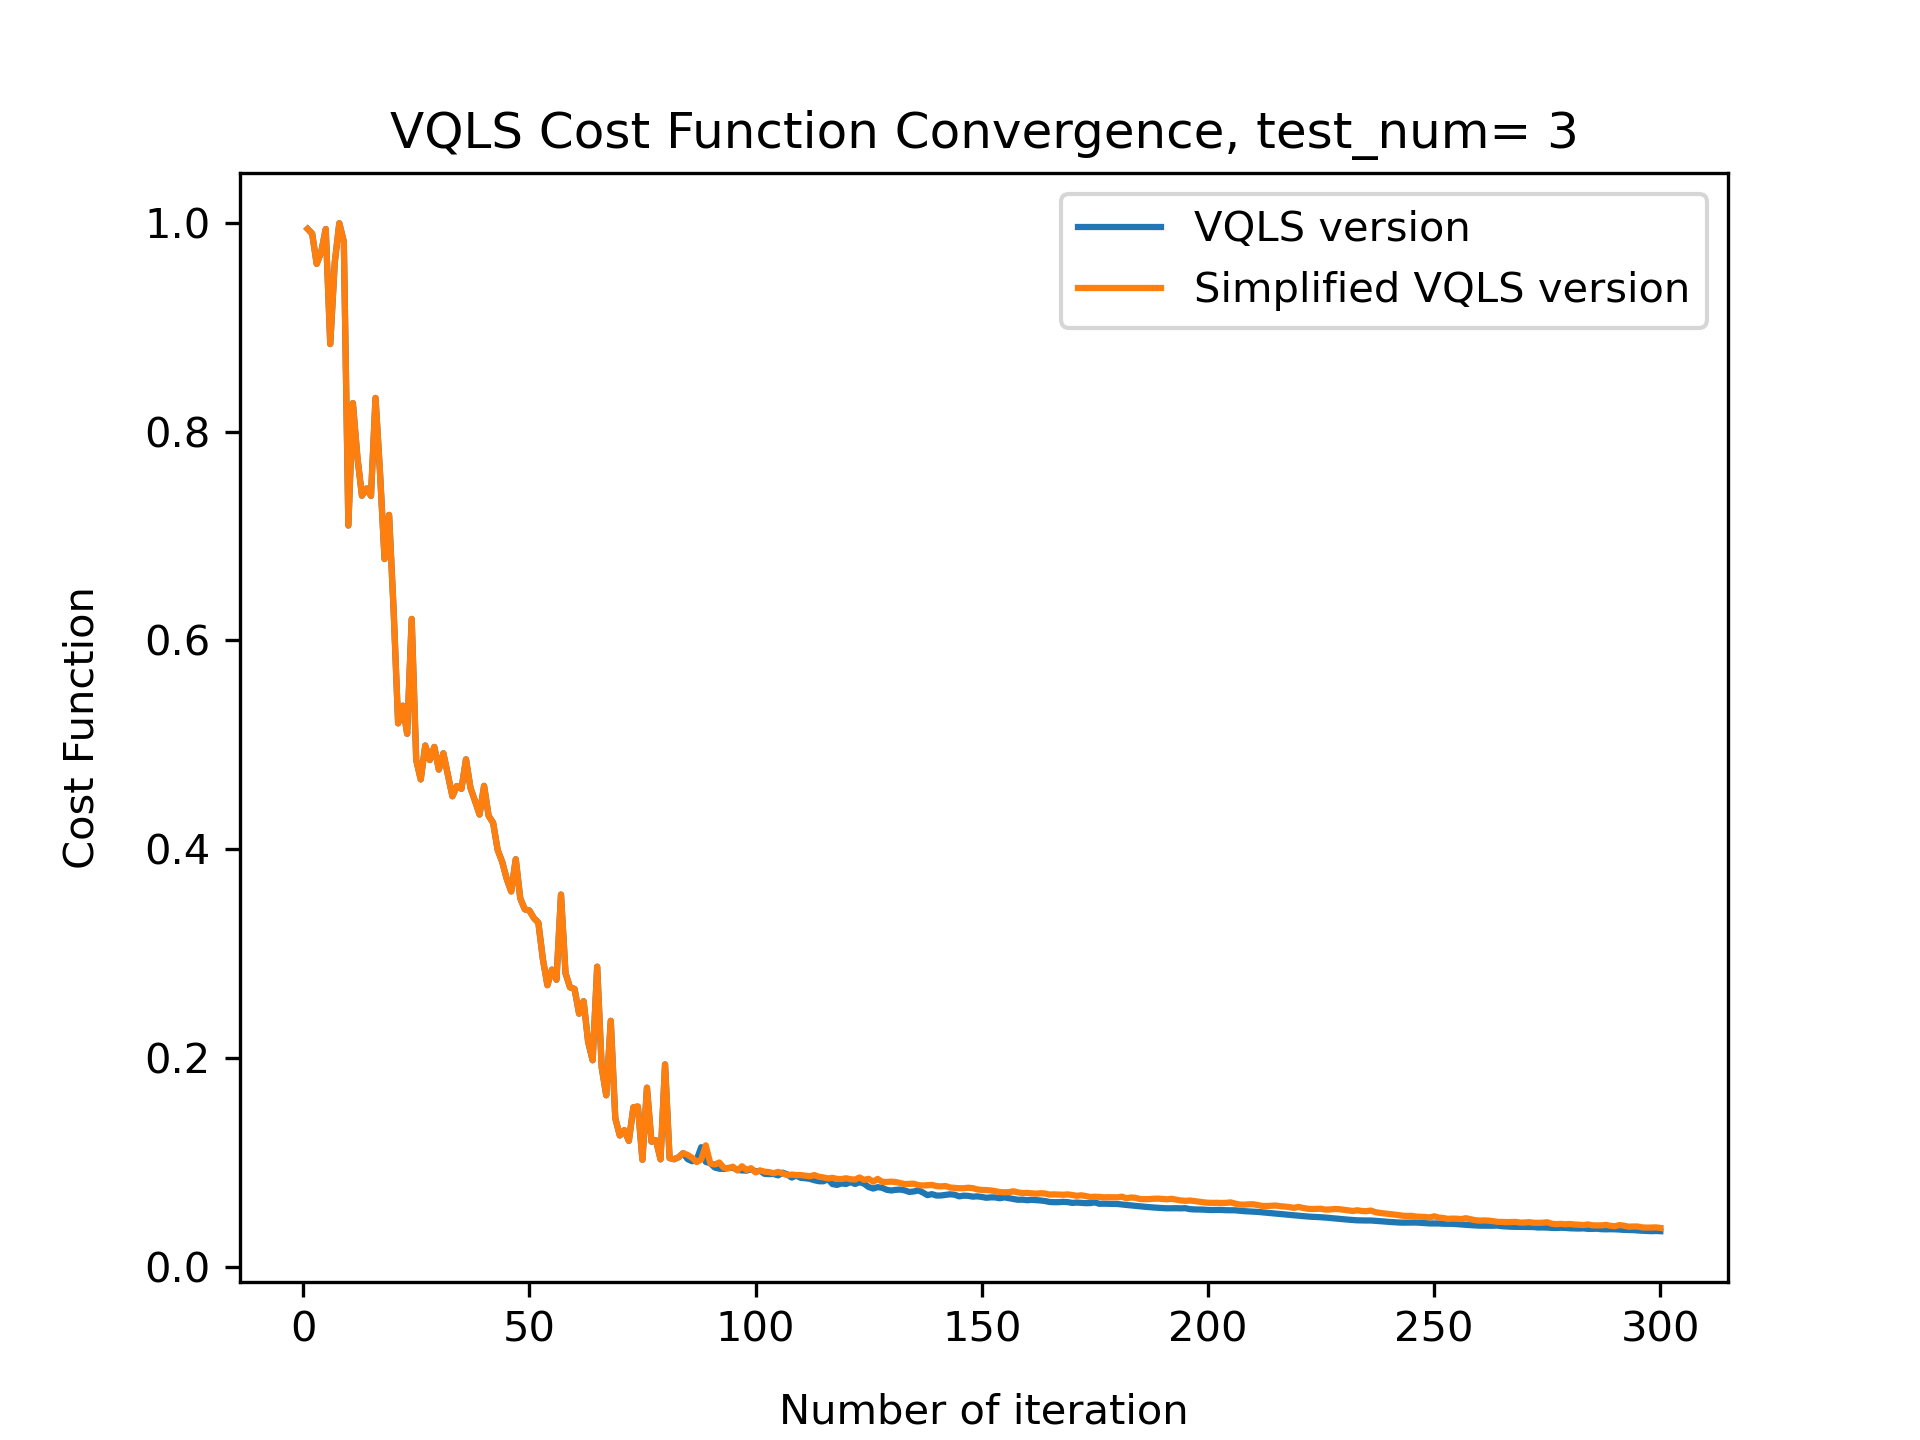 VQLS Cost Function Convergence, test_num= 3
VQLS version
Simplified VQLS version
1.0
0.8
0.6
0.4
0.2
0.0
Cost Function
0 50 100 150 200 250 300
Number of iteration